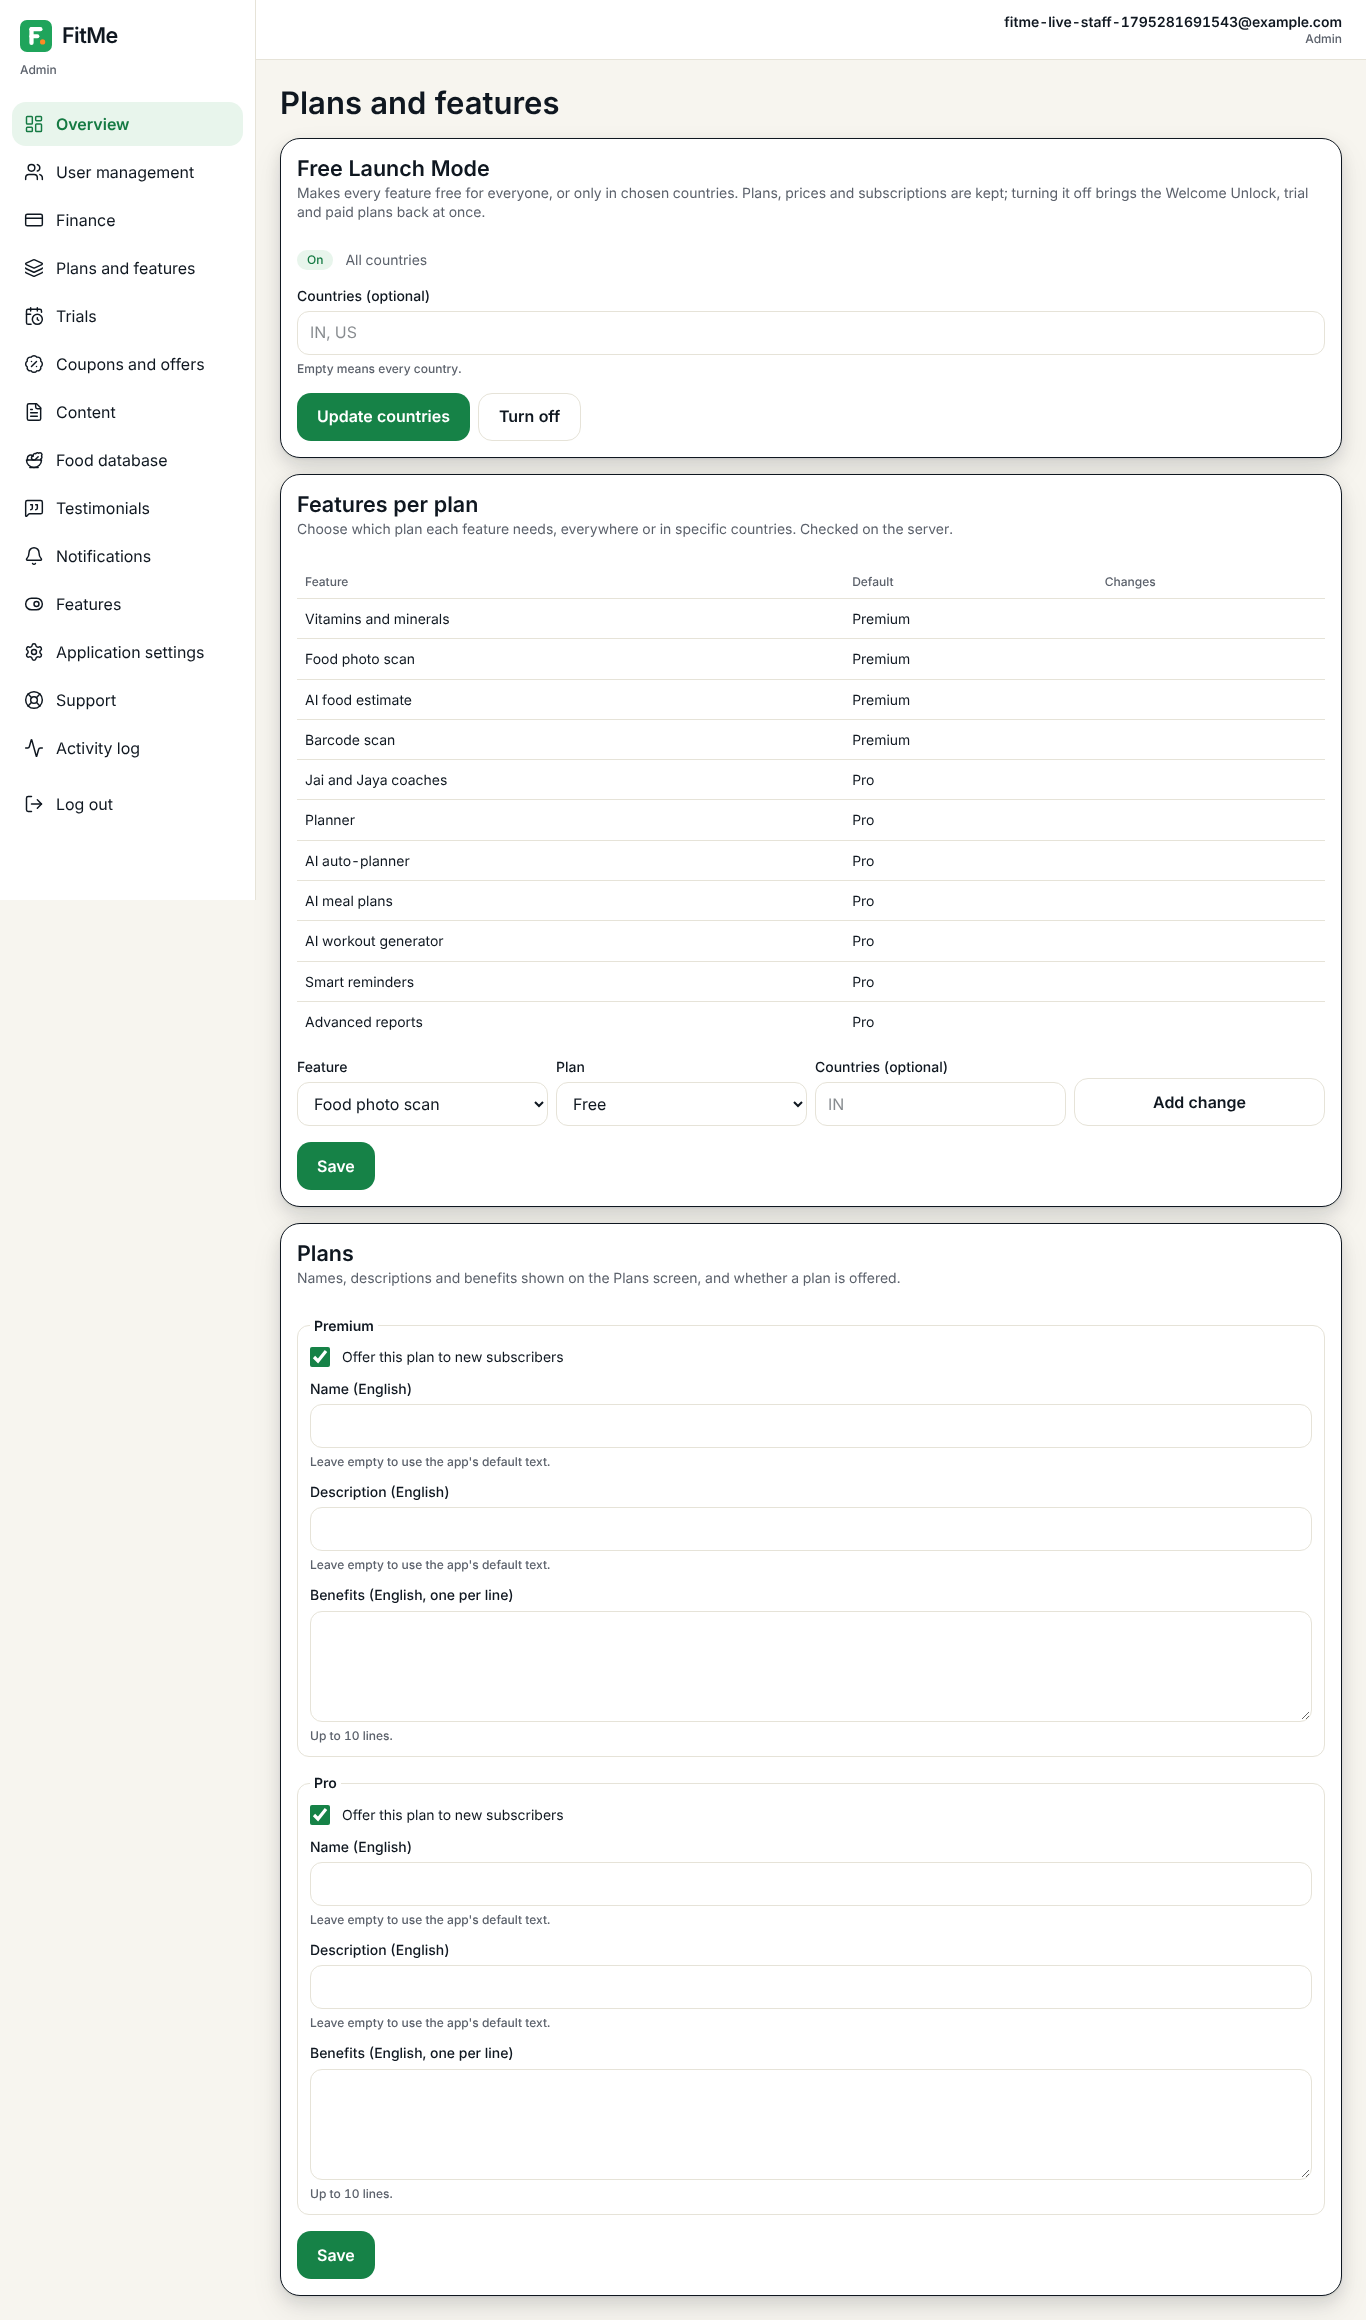 FitMe
Admin
Overview
User management
Finance
Plans and features
Trials
Coupons and offers
Content
Food database
Testimonials
Notifications
Features
Application settings
Support
Activity log
Log out
fitme-live-staff-1795281691543@example.com
Admin
Plans and features
Free Launch Mode
Makes every feature free for everyone, or only in chosen countries. Plans, prices and subscriptions are kept; turning it off brings the Welcome Unlock, trial
and paid plans back at once.
On All countries
Countries (optional)
IN, US
Empty means every country.
Update countries Turn off
Features per plan
Choose which plan each feature needs, everywhere or in specific countries. Checked on the server.
Feature Default Changes
Vitamins and minerals Premium
Food photo scan Premium
AI food estimate Premium
Barcode scan Premium
Jai and Jaya coaches Pro
Planner Pro
AI auto-planner Pro
AI meal plans Pro
AI workout generator Pro
Smart reminders Pro
Advanced reports Pro
Feature Plan Countries (optional)
Food photo scan Free IN Add change
Save
Plans
Names, descriptions and benefits shown on the Plans screen, and whether a plan is offered.
Premium
Offer this plan to new subscribers
Name (English)
Leave empty to use the app's default text.
Description (English)
Leave empty to use the app's default text.
Benefits (English, one per line)
Up to 10 lines.
Pro
Offer this plan to new subscribers
Name (English)
Leave empty to use the app's default text.
Description (English)
Leave empty to use the app's default text.
Benefits (English, one per line)
Up to 10 lines.
Save